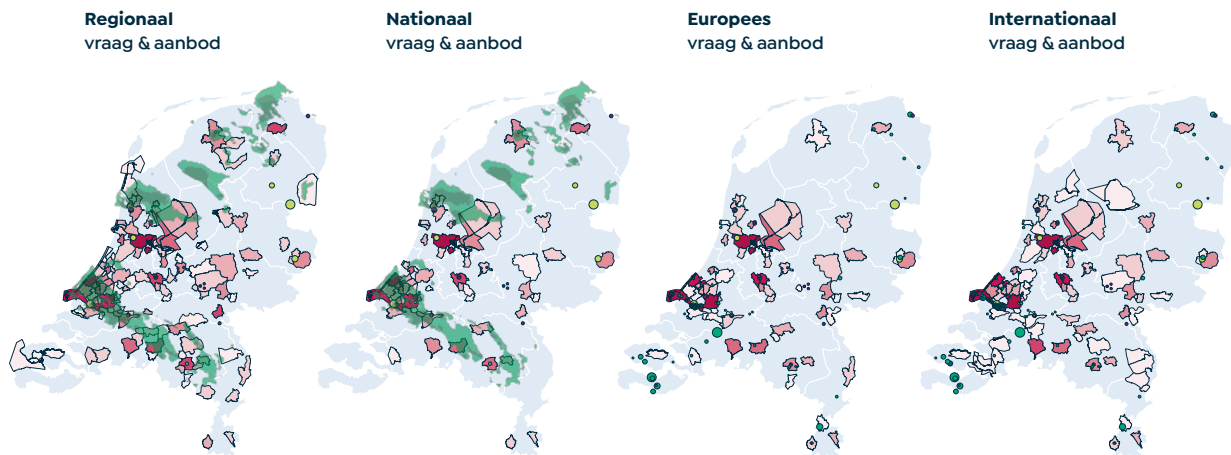 Regionaal
vraag & aanbod
Nationaal
vraag & aanbod
Europees
vraag & aanbod
Internationaal
vraag & aanbod